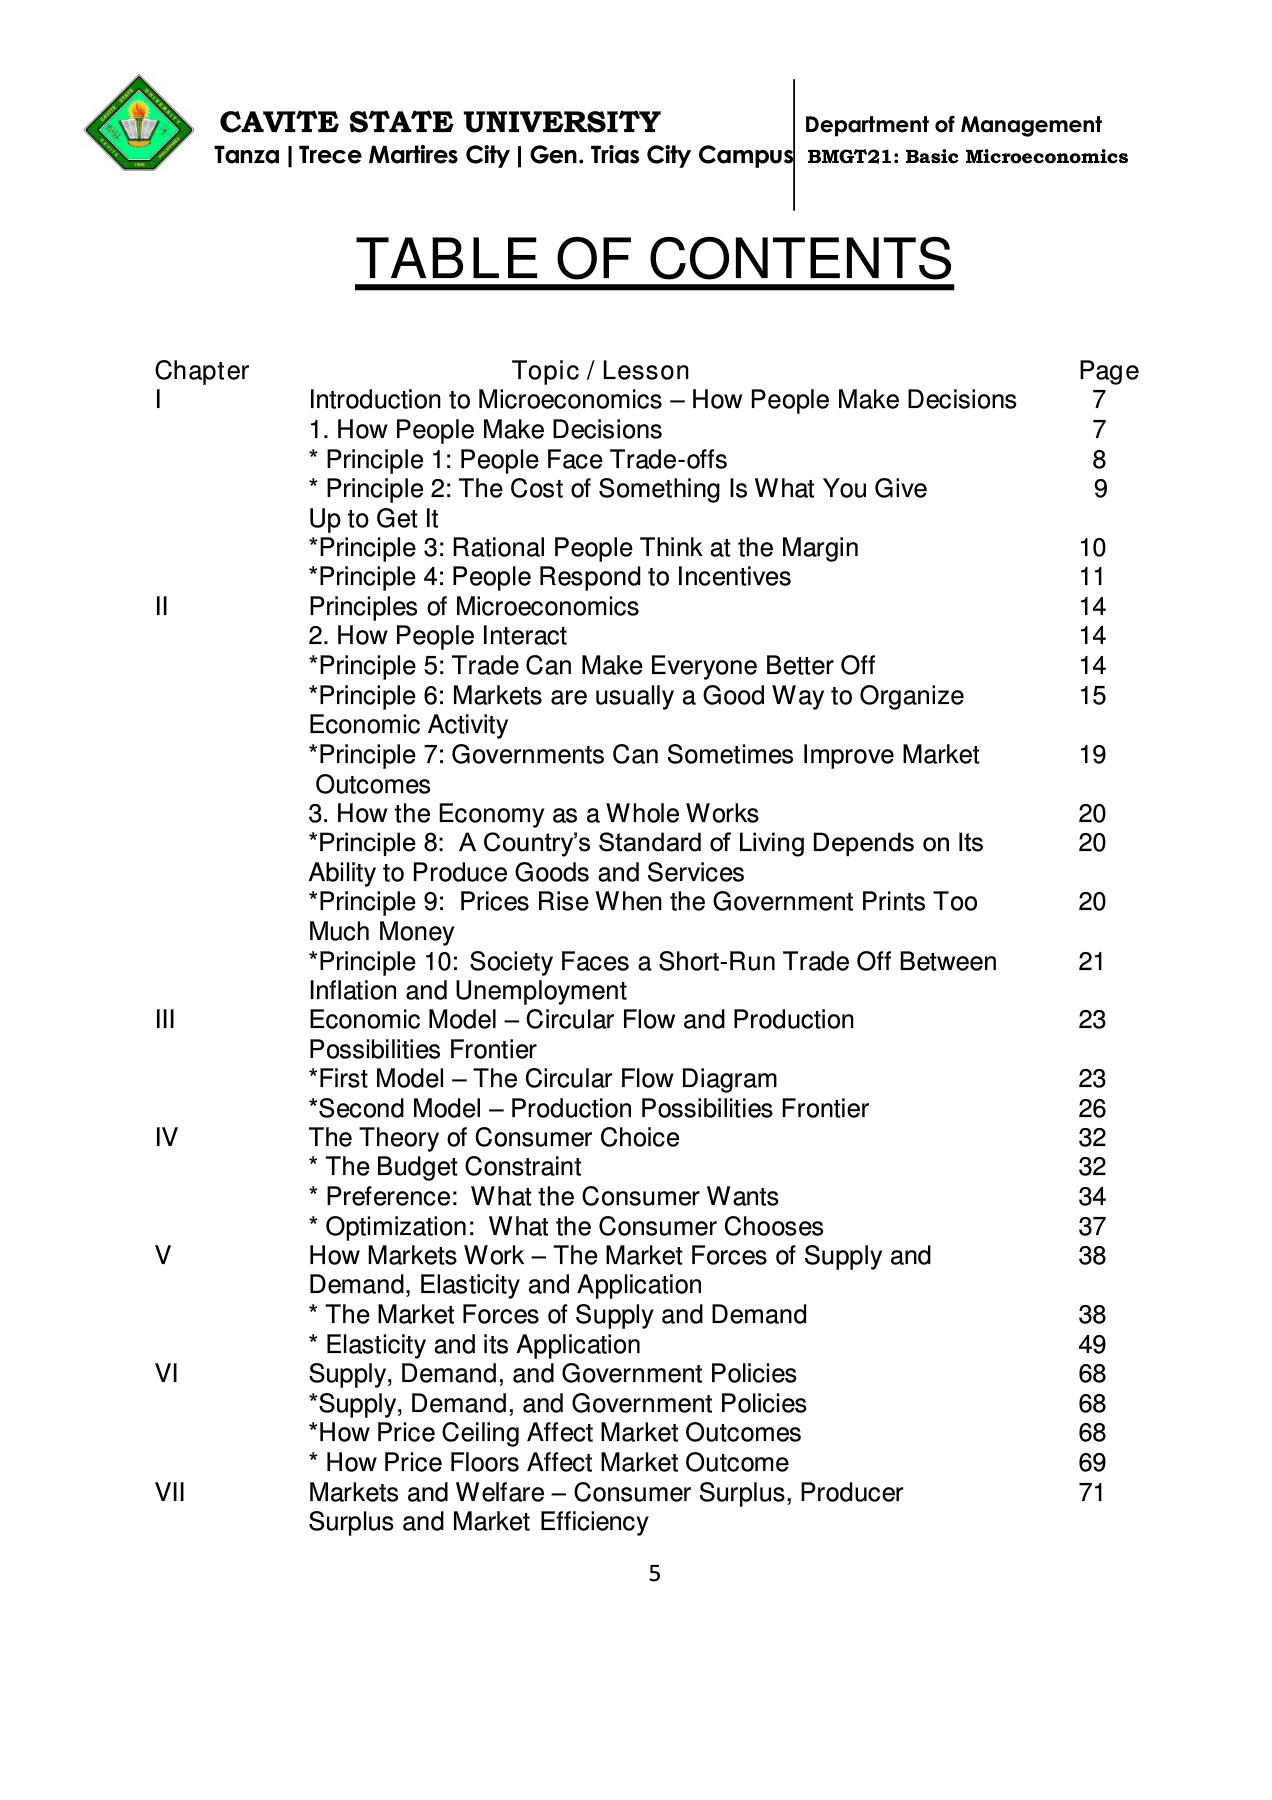 CAVITE STATE UNIVERSITY
Department of Management
Tanza | Trece Martires City | Gen. Trias City Campus
BMGT21: Basic Microeconomics
TABLE OF CONTENTS
Chapter Topic / Lesson Page
I Introduction to Microeconomics – How People Make Decisions 7
1. How People Make Decisions 7
* Principle 1: People Face Trade-offs 8
* Principle 2: The Cost of Something Is What You Give 9
Up to Get It
*Principle 3: Rational People Think at the Margin 10
*Principle 4: People Respond to Incentives 11
II Principles of Microeconomics 14
2. How People Interact 14
*Principle 5: Trade Can Make Everyone Better Off 14
*Principle 6: Markets are usually a Good Way to Organize 15
Economic Activity
*Principle 7: Governments Can Sometimes Improve Market 19
Outcomes
3. How the Economy as a Whole Works 20
*Principle 8: A Country’s Standard of Living Depends on Its 20
Ability to Produce Goods and Services
*Principle 9: Prices Rise When the Government Prints Too 20
Much Money
*Principle 10: Society Faces a Short-Run Trade Off Between 21
Inflation and Unemployment
III Economic Model – Circular Flow and Production 23
Possibilities Frontier
*First Model – The Circular Flow Diagram 23
*Second Model – Production Possibilities Frontier 26
IV The Theory of Consumer Choice 32
* The Budget Constraint 32
* Preference: What the Consumer Wants 34
* Optimization: What the Consumer Chooses 37
V How Markets Work – The Market Forces of Supply and 38
Demand, Elasticity and Application
* The Market Forces of Supply and Demand 38
* Elasticity and its Application 49
VI Supply, Demand, and Government Policies 68
*Supply, Demand, and Government Policies 68
*How Price Ceiling Affect Market Outcomes 68
* How Price Floors Affect Market Outcome 69
VII Markets and Welfare – Consumer Surplus, Producer 71
Surplus and Market Efficiency
5